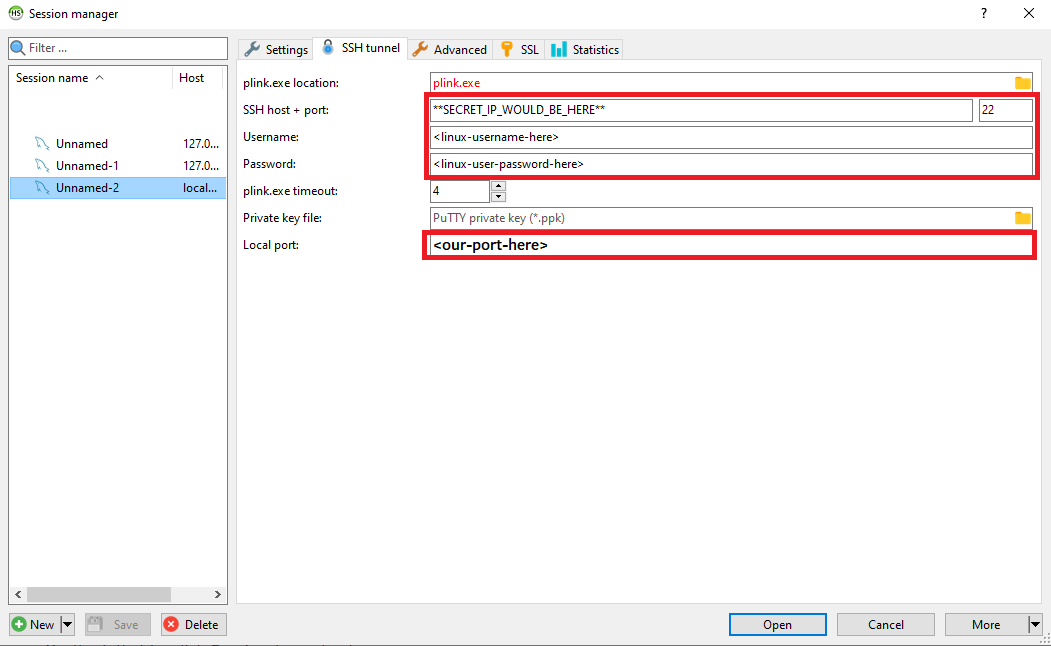 HS Session manager ?
Filter ...
Session name Host
Unnamed 127.0...
Unnamed-1 127.0...
Unnamed-2 local...
Settings SSH tunnel Advanced SSL Statistics
plink.exe location: plink.exe
SSH host + port: **SECRET_IP_WOULD_BE_HERE** 22
Username: <linux-username-here>
Password: <linux-user-password-here>
plink.exe timeout: 4
Private key file: PuTTY private key (*.ppk)
Local port: <our-port-here>
New Save Delete Open Cancel More